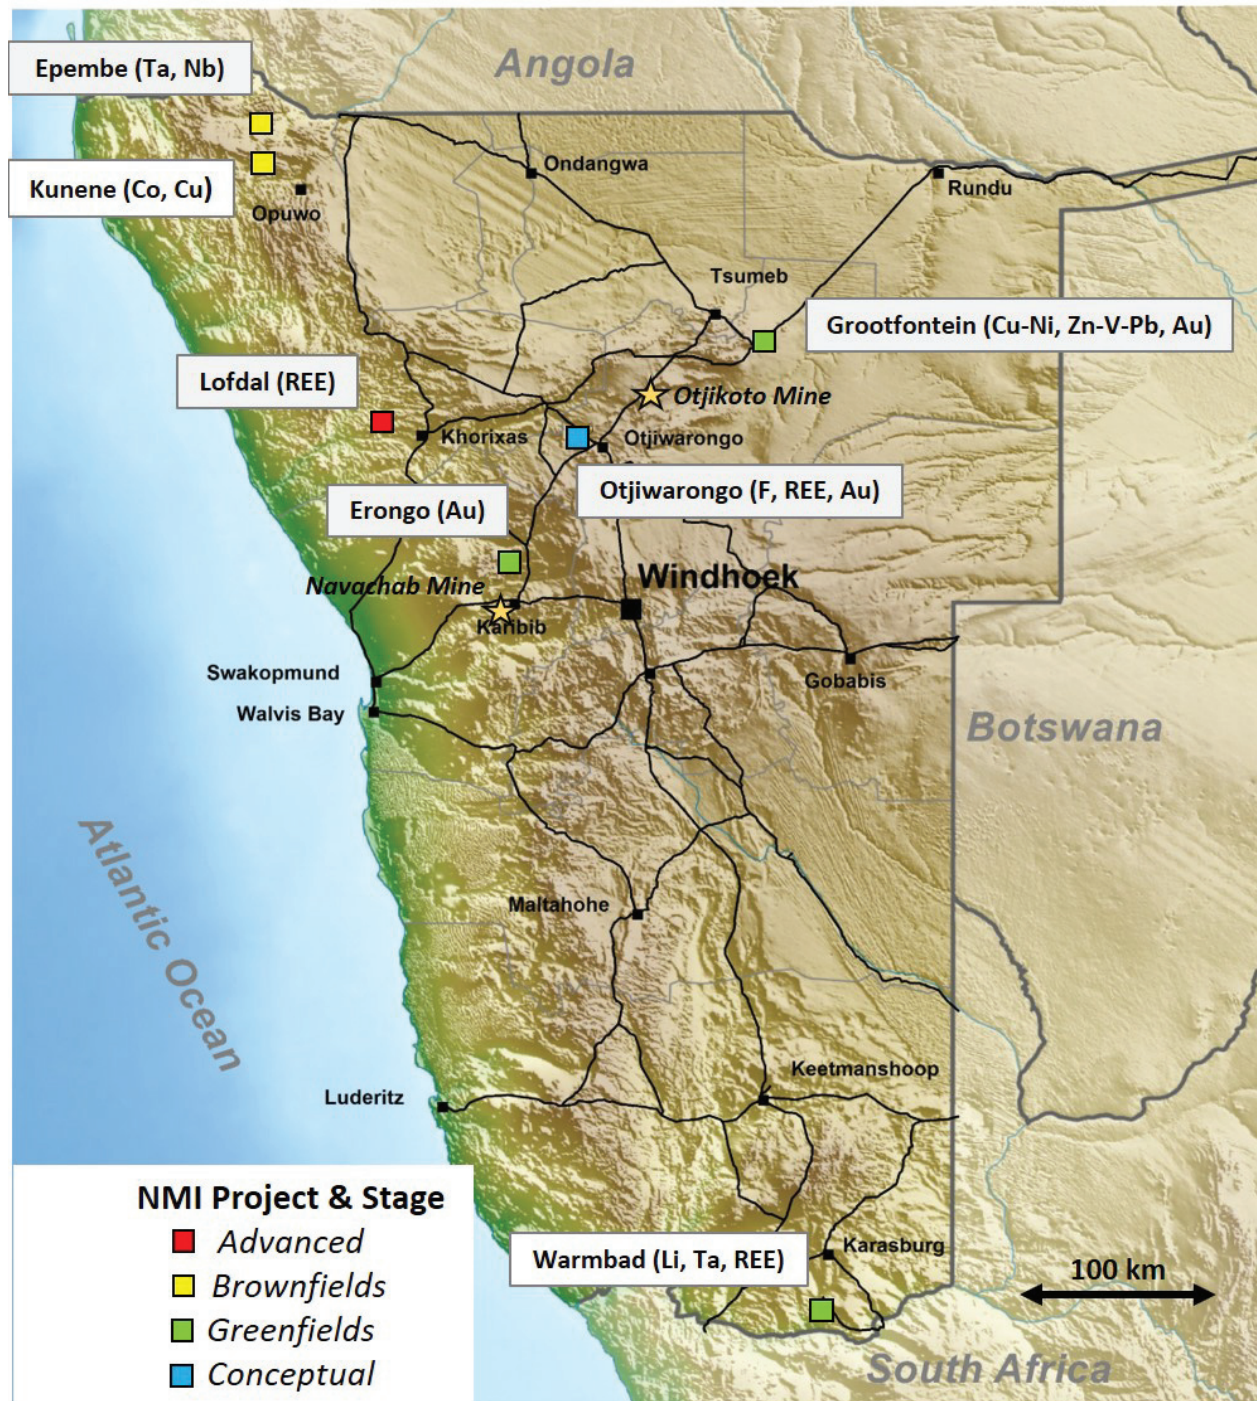 Angola
Epembe (Ta, Nb)
Ondangwa
Kunene (Co, Cu)
Rundu
Opuwo
Tsumeb
Grootfontein (Cu-Ni, Zn-V-Pb, Au)
Lofdal (REE)
Otjikoto Mine
Khorixas
Otjiwarongo
Otjiwarongo (F, REE, Au)
Erongo (Au)
Windhoek
Navachab Mine
Karibib
Swakopmund
Gobabis
Walvis Bay
Botswana
Atlantic Ocean
Maltahohe
Keetmanshoop
Luderitz
NMI Project & Stage
Advanced
Brownfields
Greenfields
Conceptual
Warmbad (Li, Ta, REE)
Karasburg
100 km
South Africa